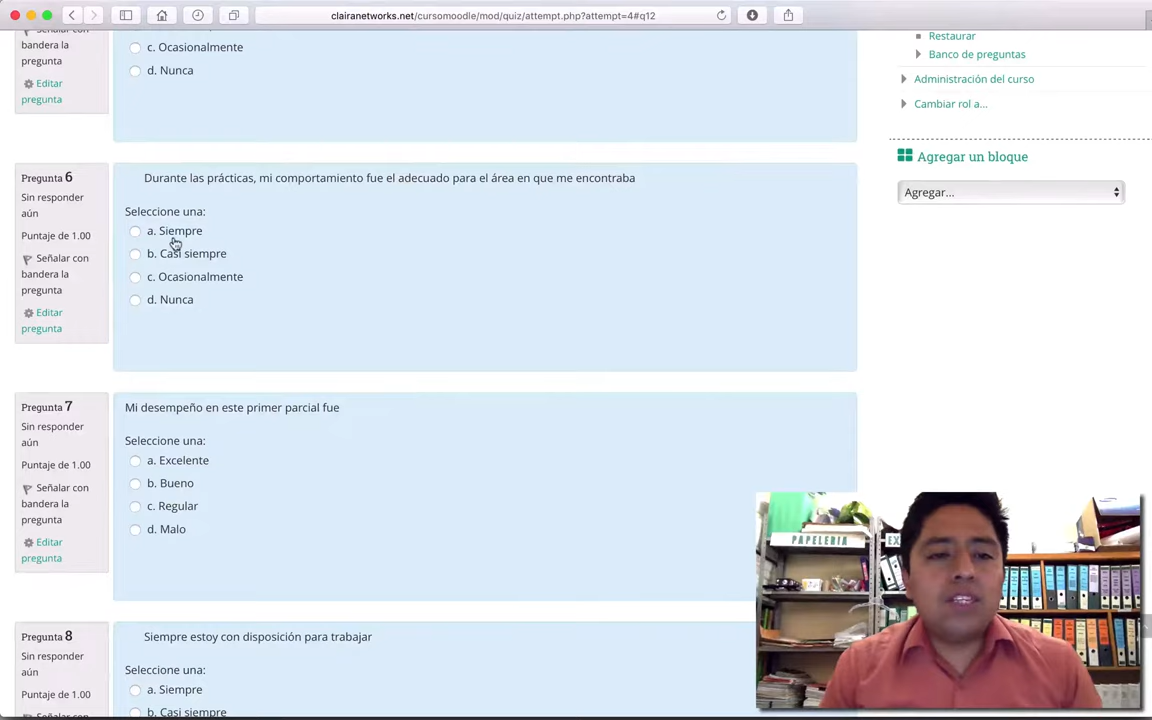 clairanetworks.net/cursomoodle/mod/quiz/attempt.php?attempt=4#q12
Señalar con
bandera la
pregunta
Editar
pregunta
c. Ocasionalmente
d. Nunca
Restaurar
Banco de preguntas
Administración del curso
Cambiar rol a...
Agregar un bloque
Agregar...
Pregunta 6
Sin responder
aún
Puntaje de 1.00
Señalar con
bandera la
pregunta
Editar
pregunta
Durante las prácticas, mi comportamiento fue el adecuado para el área en que me encontraba
Seleccione una:
a. Siempre
b. Casi siempre
c. Ocasionalmente
d. Nunca
Pregunta 7
Sin responder
aún
Puntaje de 1.00
Señalar con
bandera la
pregunta
Editar
pregunta
Mi desempeño en este primer parcial fue
Seleccione una:
a. Excelente
b. Bueno
c. Regular
d. Malo
PAPELERIA
Pregunta 8
Sin responder
aún
Puntaje de 1.00
Señalar con
Siempre estoy con disposición para trabajar
Seleccione una:
a. Siempre
b. Casi siempre